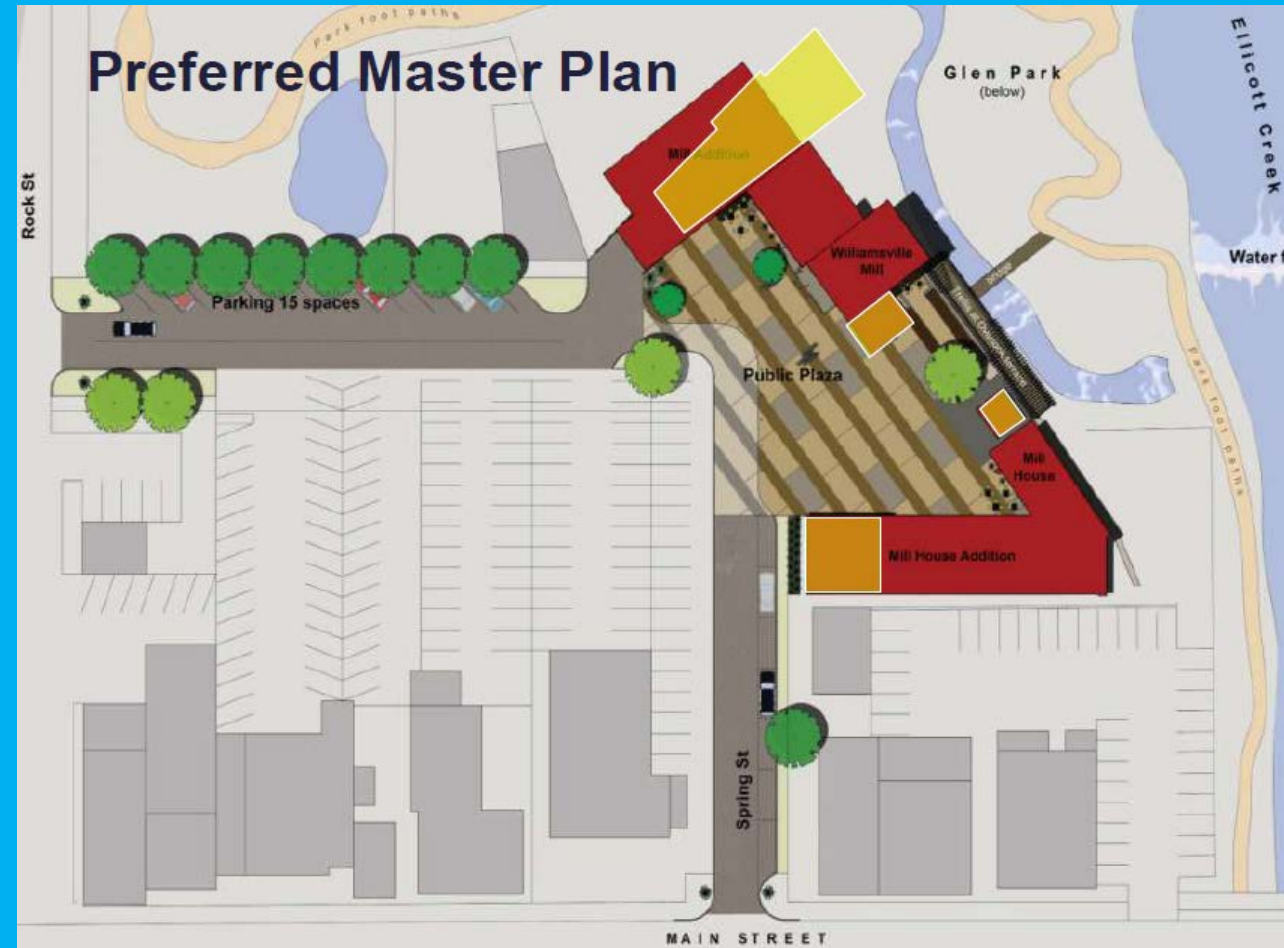 Park foot paths
Preferred Master Plan
Glen Park
(below)
Ellicott Creek
Rock St
Mill Addition
Williamsville
Mill
Water f
bridge
Parking 15 spaces
Public Plaza
Park foot paths
Mill
House
Mill House Addition
Spring St
MAIN STREET